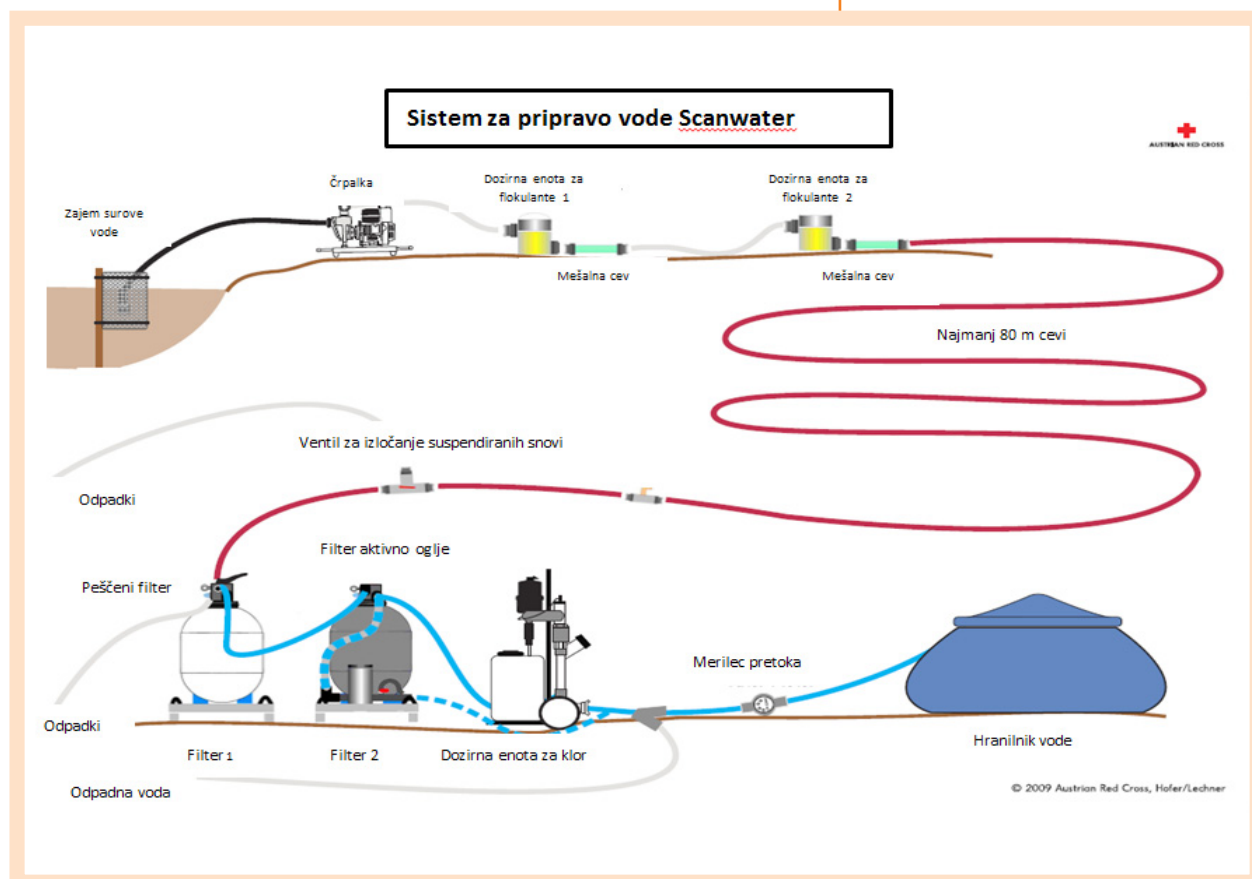 Sistem za pripravo vode Scanwater
AUSTRIAN RED CROSS
Črpalka
Dozirna enota za
flokulante 1
Dozirna enota za
flokulante 2
Zajem surove
vode
Mešalna cev
Mešalna cev
Najmanj 80 m cevi
Ventil za izločanje suspendiranih snovi
Odpadki
Filter aktivno oglje
Peščeni filter
Merilec pretoka
Odpadki
Filter 1
Filter 2
Dozirna enota za klor
Hranilnik vode
Odpadna voda
© 2009 Austrian Red Cross, Hofer/Lechner